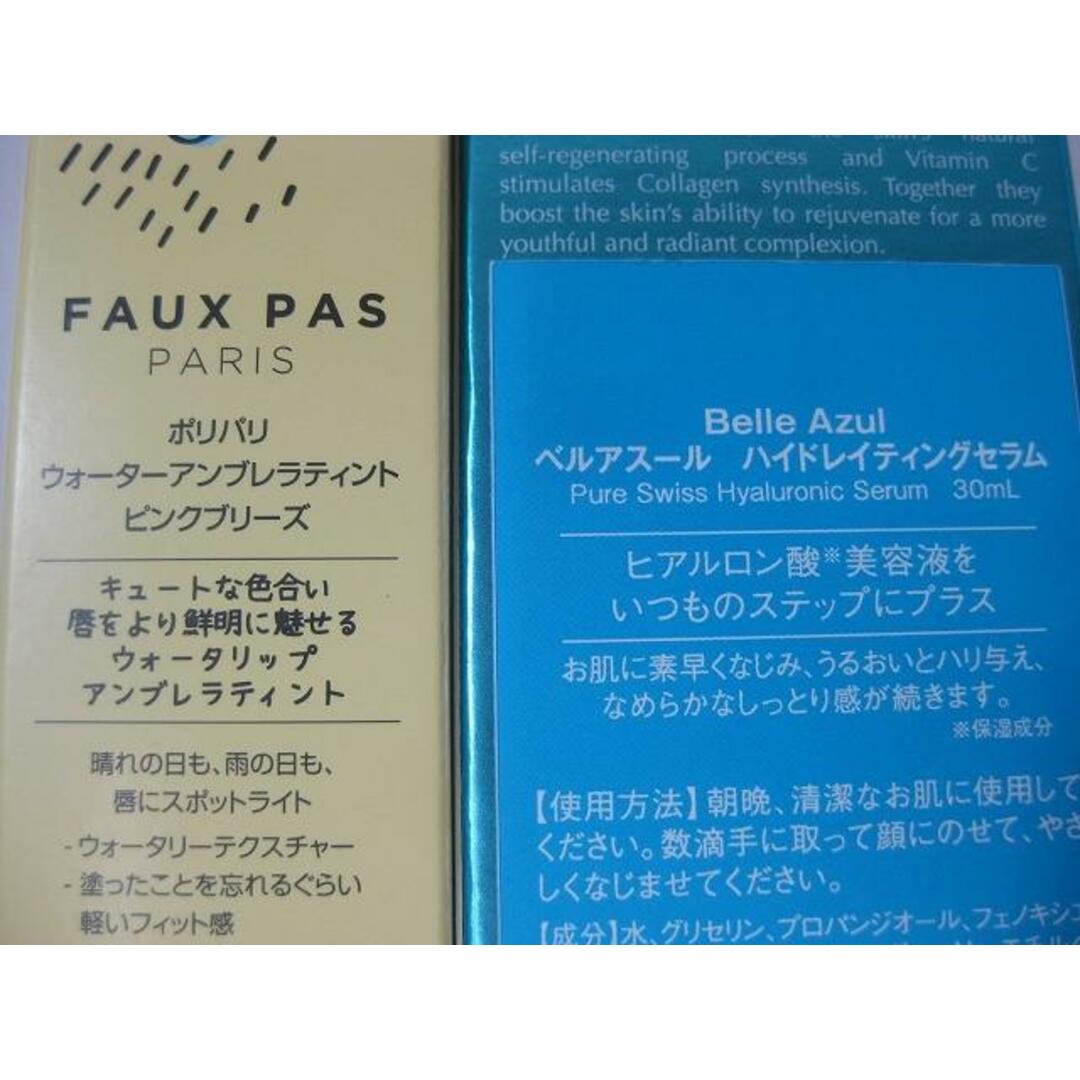 FAUX PAS
PARIS
ポリパリ
ウォーターアンブレラティント
ピンクブリーズ
キュートな色合い
唇をより鮮明に魅せる
ウォータリップ
アンブレラティント
晴れの日も、雨の日も、
唇にスポットライト
- ウォータリーテクスチャー
- 塗ったことを忘れるぐらい
軽いフィット感
the skin's natural
self-regenerating process and Vitamin C
stimulates Collagen synthesis. Together they
boost the skin's ability to rejuvenate for a more
youthful and radiant complexion.
Belle Azul
ベルアスール ハイドレイティングセラム
Pure Swiss Hyaluronic Serum 30mL
ヒアルロン酸※美容液を
いつものステップにプラス
お肌に素早くなじみ、うるおいとハリ与え、
なめらかなしっとり感が続きます。
※保湿成分
【使用方法】朝晩、清潔なお肌に使用して
ください。数滴手に取って顔にのせて、やさ
しくなじませてください。
【成分】水、グリセリン、プロパンジオール、フェノキシエ